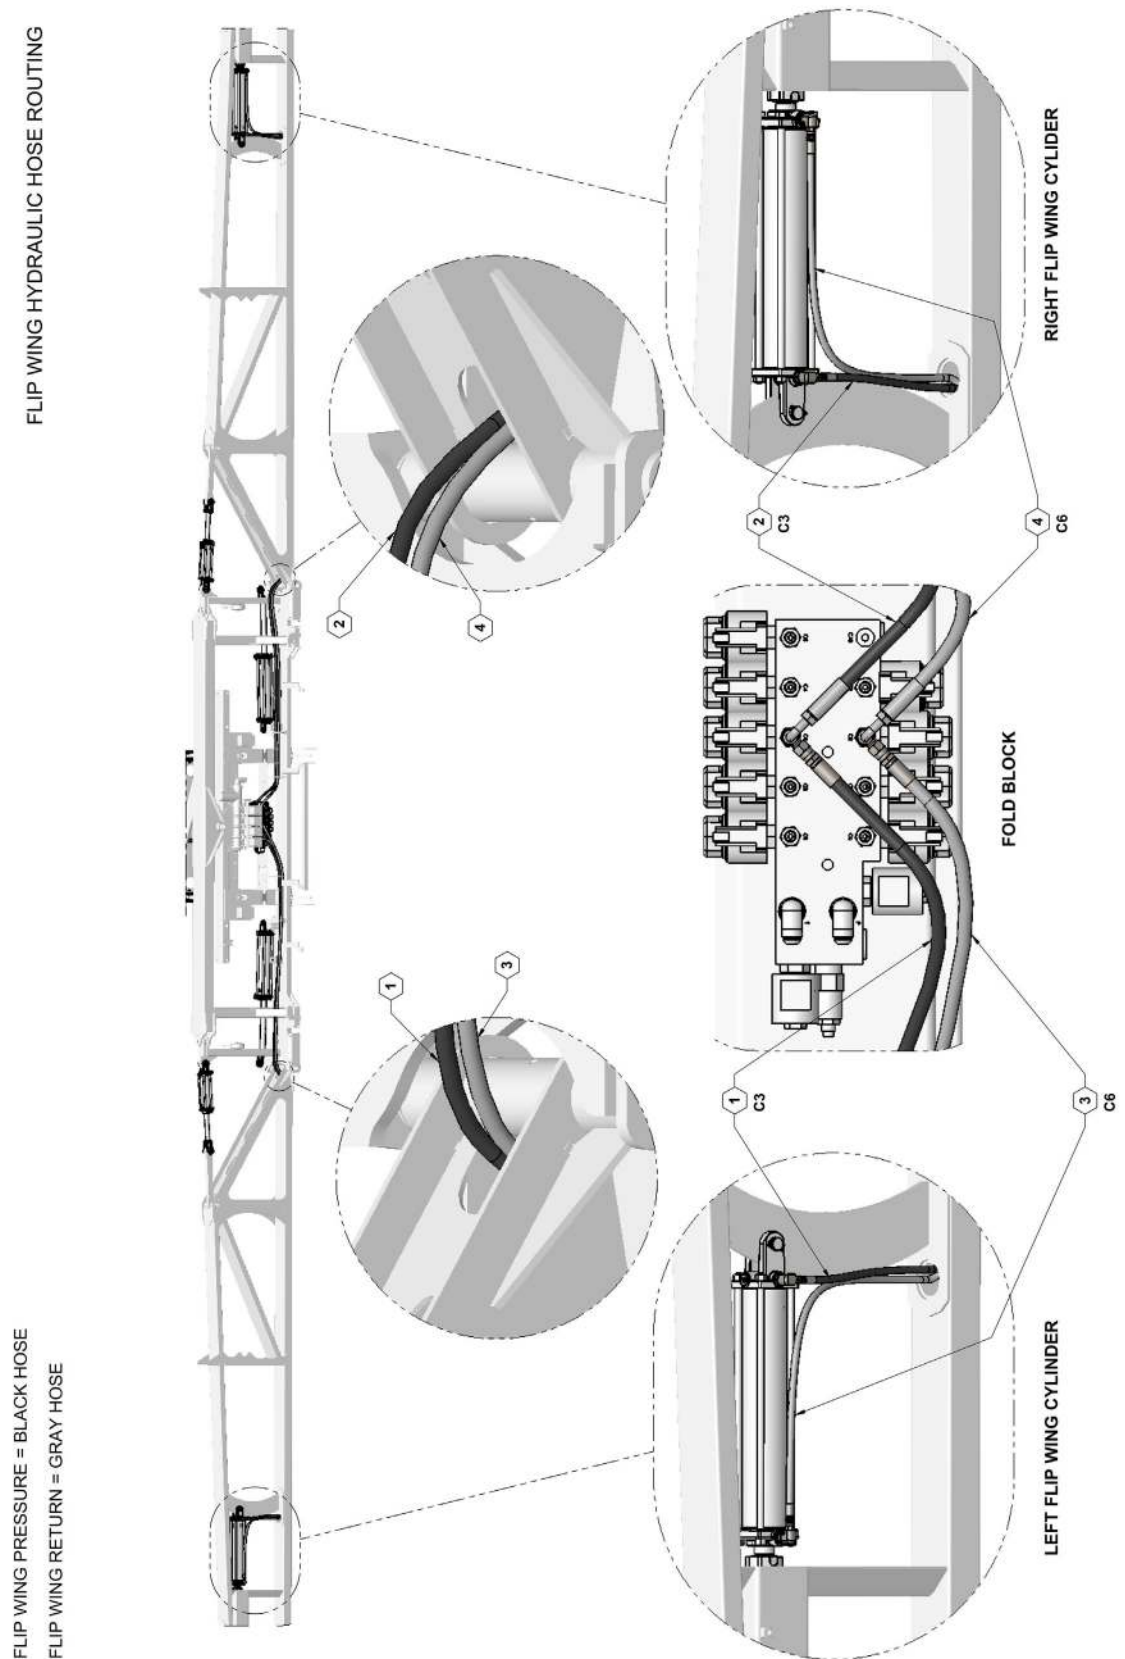 FLIP WING HYDRAULIC HOSE ROUTING
FLIP WING PRESSURE = BLACK HOSE
FLIP WING RETURN = GRAY HOSE
1
3
2
4
1
C3
2
C3
3
C6
4
C6
LEFT FLIP WING CYLINDER
FOLD BLOCK
RIGHT FLIP WING CYLIDER